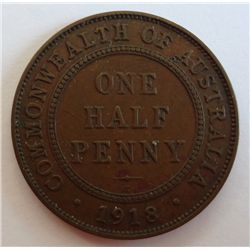 COMMONWEALTH OF AUSTRALIA
ONE
HALF
PENNY
1918